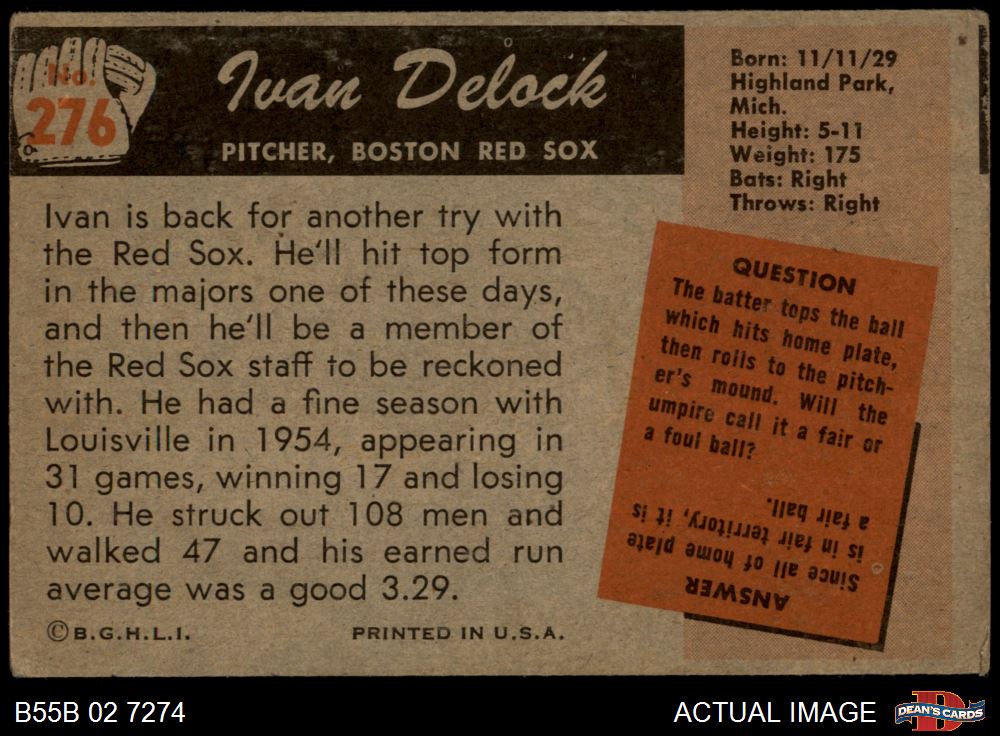 No.
276
Ivan Delock
PITCHER, BOSTON RED SOX
Born: 11/11/29
Highland Park,
Mich.
Height: 5-11
Weight: 175
Bats: Right
Throws: Right
Ivan is back for another try with
the Red Sox. He'll hit top form
in the majors one of these days,
and then he'll be a member of
the Red Sox staff to be reckoned
with. He had a fine season with
Louisville in 1954, appearing in
31 games, winning 17 and losing
10. He struck out 108 men and
walked 47 and his earned run
average was a good 3.29.
©B.G.H.L.I.
PRINTED IN U.S.A.
QUESTION
The batter tops the ball
which hits home plate,
then rolls to the pitch-
er's mound. Will the
umpire call it a fair or
a foul ball?
ANSWER
Since all of home plate
is in fair territory, it is
a fair ball.
B55B 02 7274
ACTUAL IMAGE
D
DEAN'S CARDS